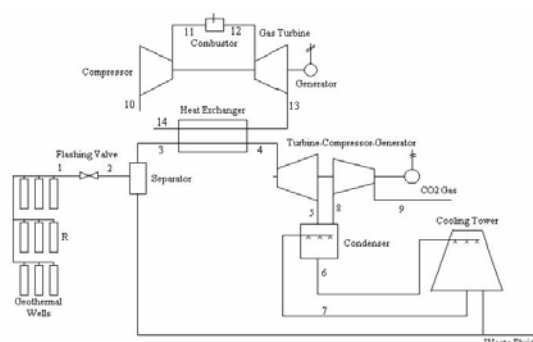 11
12
Gas Turbine
Combustor
Compressor
Generator
10
13
Heat Exchanger
14
3
4
Turbine-Compressor-Generator
Flashing Valve
1
2
Separator
CO2 Gas
5
8
9
Cooling Tower
R
Condenser
6
Geothermal
Wells
7